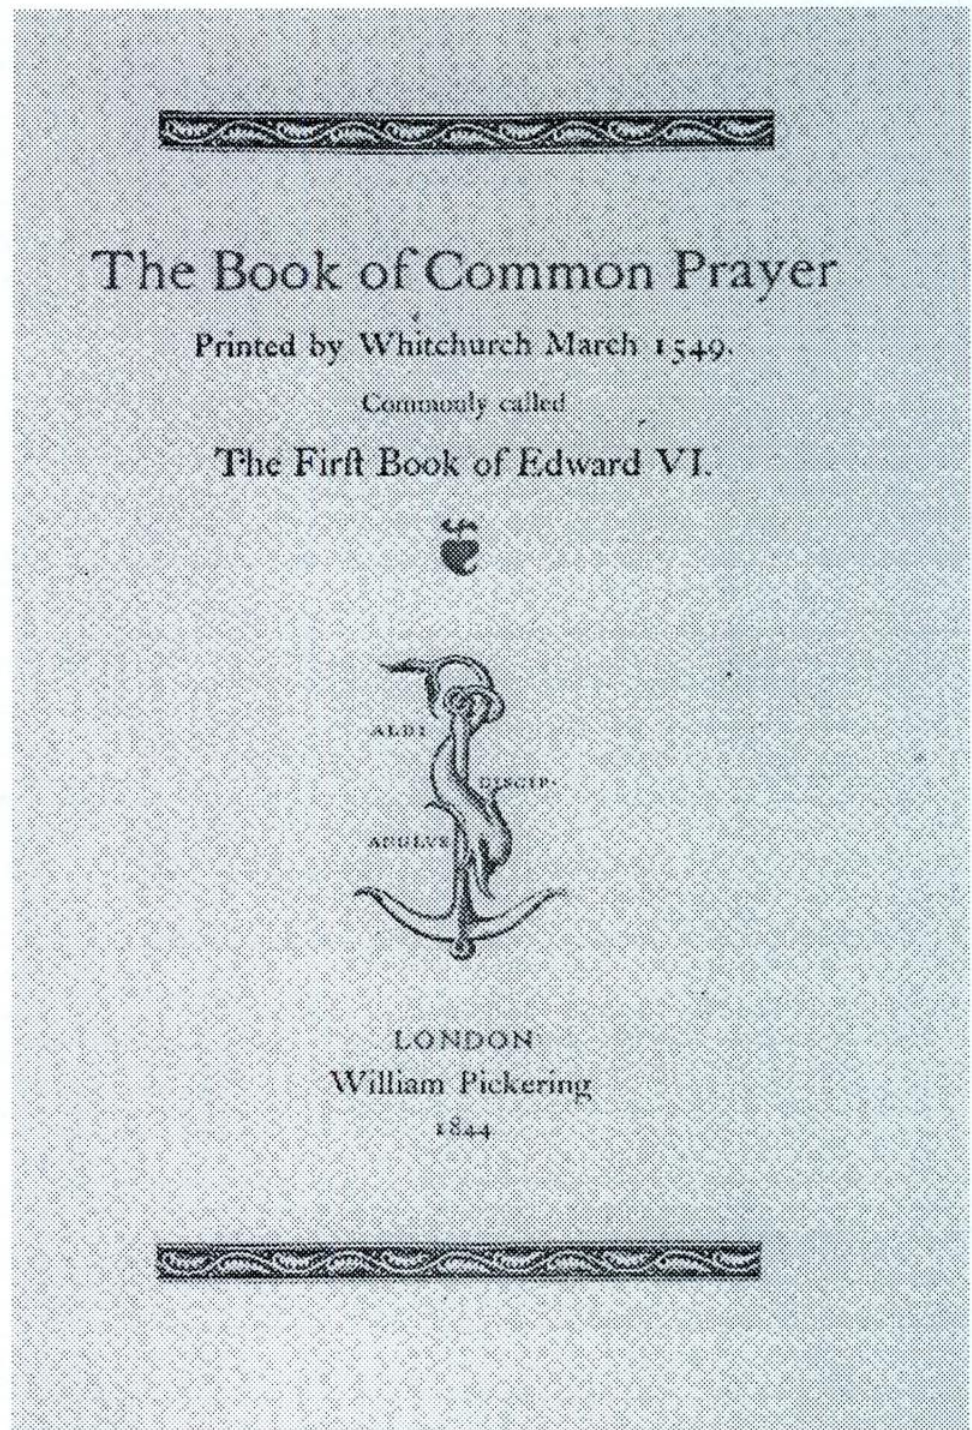 The Book of Common Prayer
Printed by Whitchurch March 1549.
Commonly called
The Firſt Book of Edward VI.
ALDI
DISCIP·
ANGLVS
LONDON
William Pickering
1844